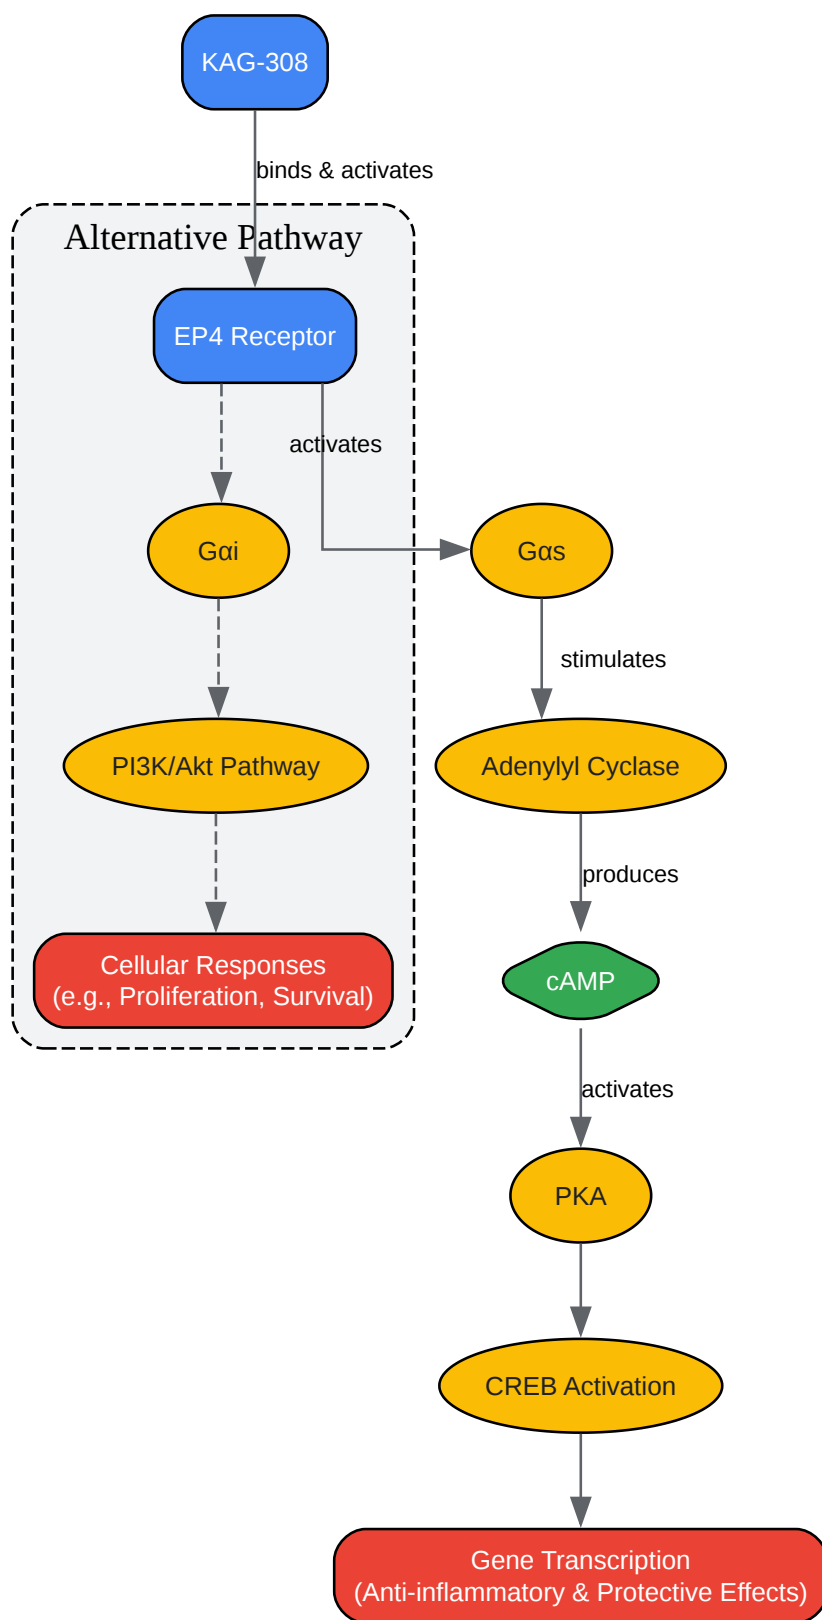 KAG-308
binds & activates
Alternative Pathway
EP4 Receptor
activates
Gαi
Gαs
stimulates
PI3K/Akt Pathway
Adenylyl Cyclase
produces
Cellular Responses
(e.g., Proliferation, Survival)
cAMP
activates
PKA
CREB Activation
Gene Transcription
(Anti-inflammatory & Protective Effects)